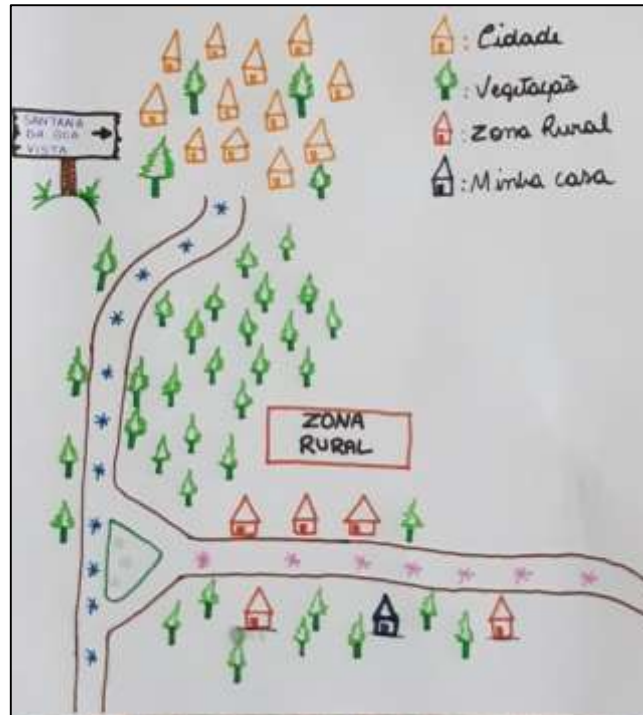 SANTANA
DA BOA
VISTA
: Cidade
: Vegetação
: Zona Rural
: Minha casa
ZONA
RURAL